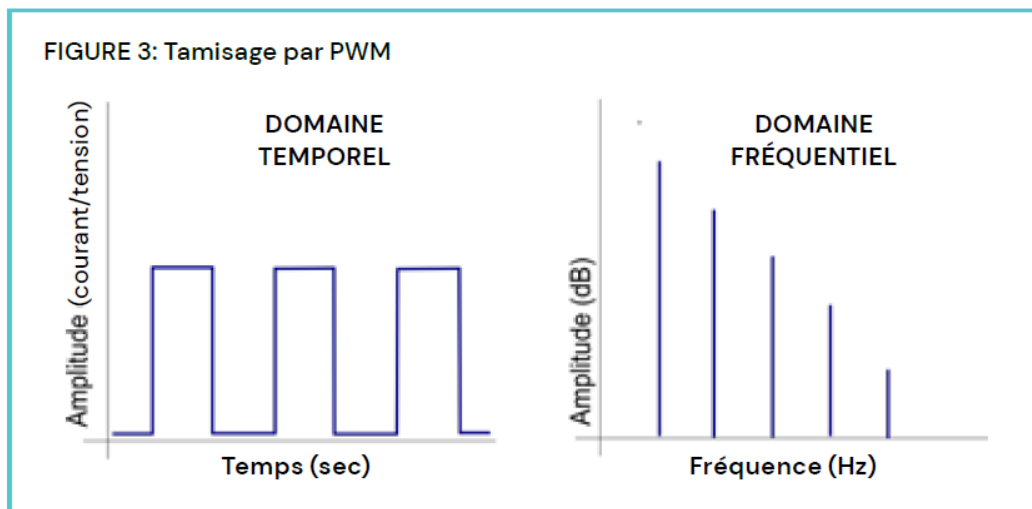 FIGURE 3: Tamisage par PWM
Amplitude (courant/tension)
DOMAINE
TEMPOREL
Temps (sec)
Amplitude (dB)
DOMAINE
FRÉQUENTIEL
Fréquence (Hz)